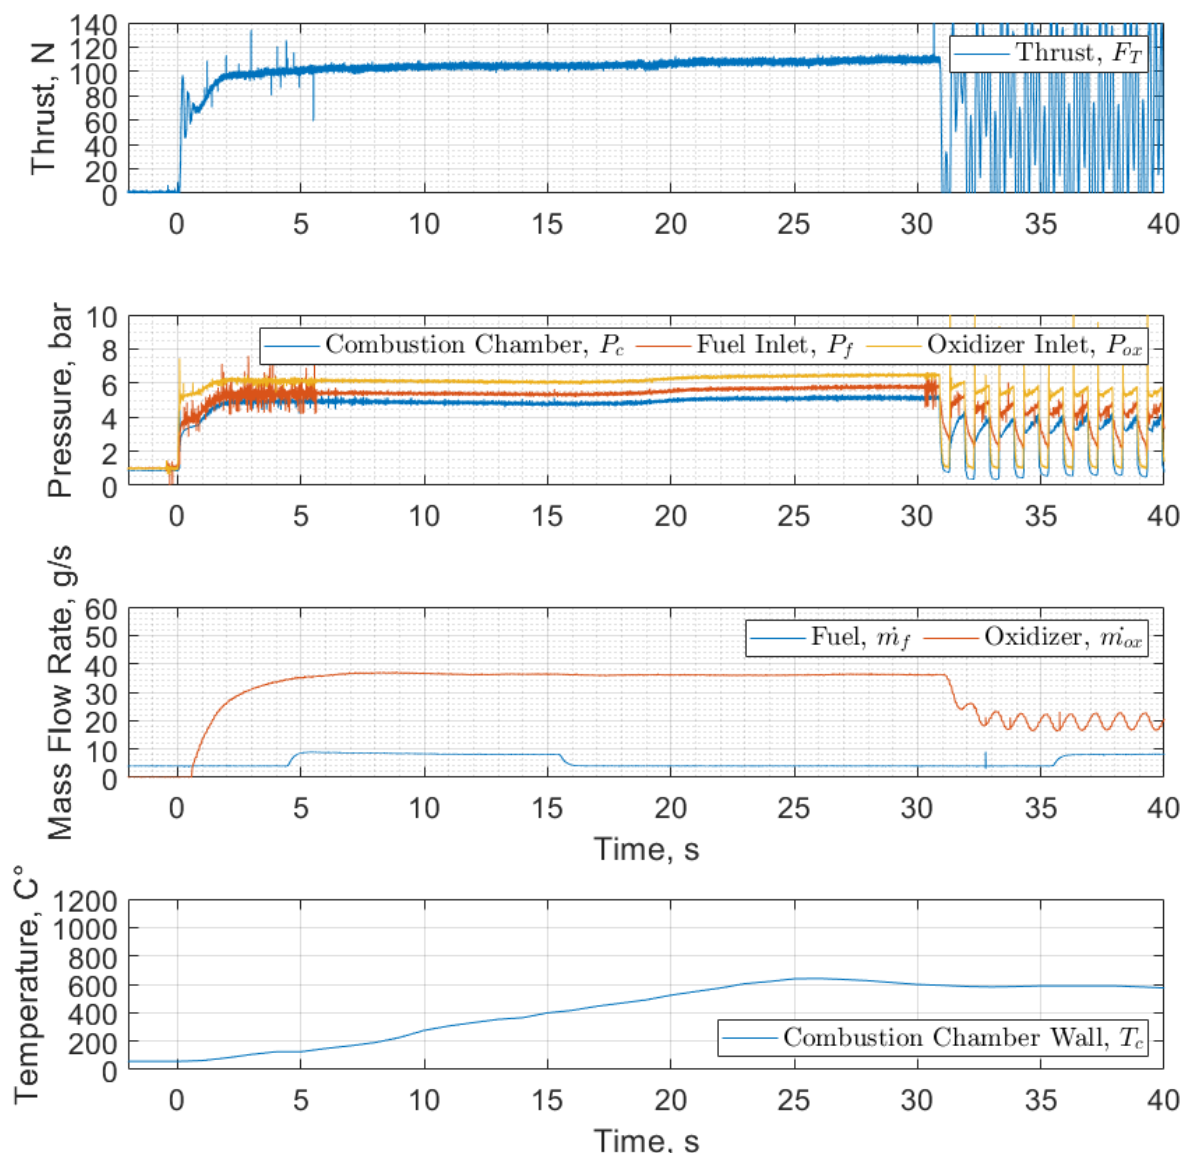 Thrust, N
140
120
100
80
60
40
20
0
Thrust, F_T
0 5 10 15 20 25 30 35 40
Pressure, bar
10
8
6
4
2
0
Combustion Chamber, P_c Fuel Inlet, P_f Oxidizer Inlet, P_ox
0 5 10 15 20 25 30 35 40
Mass Flow Rate, g/s
60
50
40
30
20
10
0
Fuel, ṁ_f Oxidizer, ṁ_ox
0 5 10 15 20 25 30 35 40
Time, s
Temperature, C°
1200
1000
800
600
400
200
0
Combustion Chamber Wall, T_c
0 5 10 15 20 25 30 35 40
Time, s